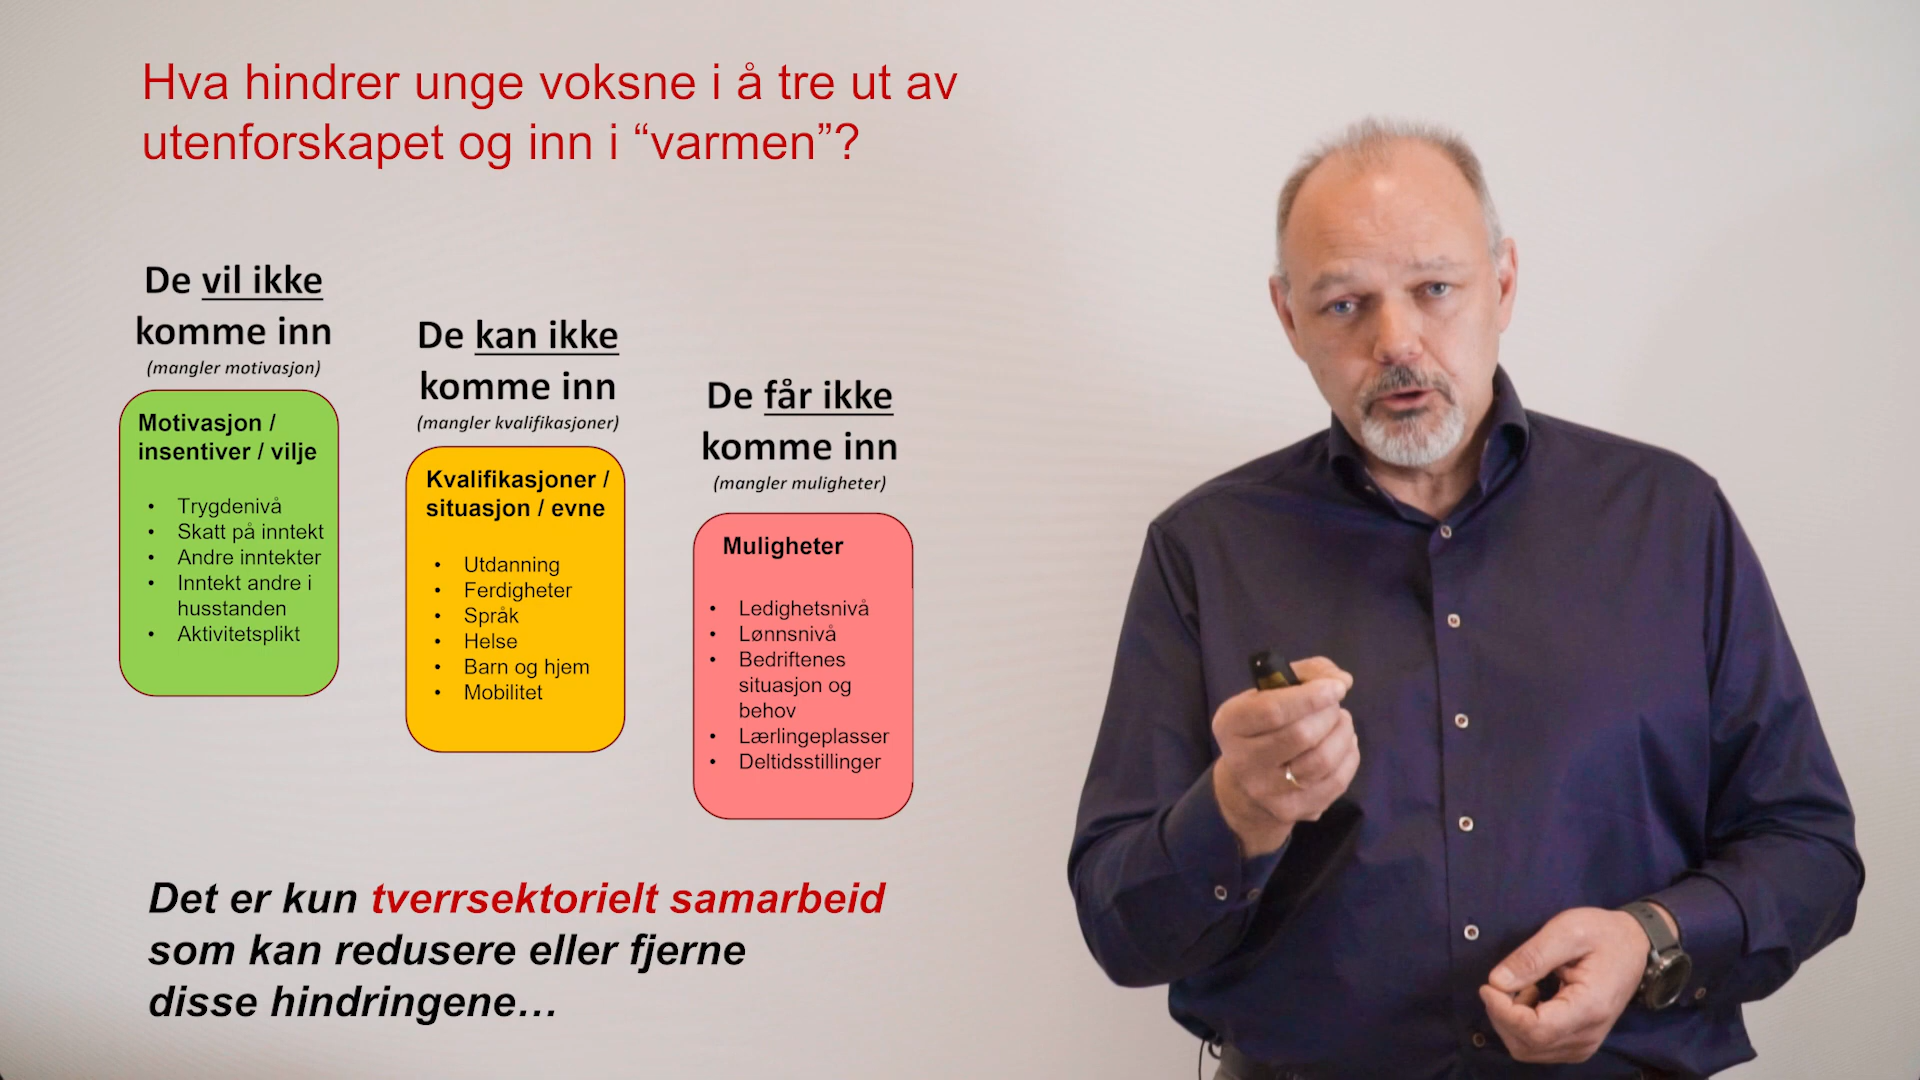 Hva hindrer unge voksne i å tre ut av
utenforskapet og inn i “varmen”?
De vil ikke
komme inn
(mangler motivasjon)
Motivasjon /
insentiver / vilje
• Trygdenivå
• Skatt på inntekt
• Andre inntekter
• Inntekt andre i
husstanden
• Aktivitetsplikt
De kan ikke
komme inn
(mangler kvalifikasjoner)
Kvalifikasjoner /
situasjon / evne
• Utdanning
• Ferdigheter
• Språk
• Helse
• Barn og hjem
• Mobilitet
De får ikke
komme inn
(mangler muligheter)
Muligheter
• Ledighetsnivå
• Lønnsnivå
• Bedriftenes
situasjon og
behov
• Lærlingeplasser
• Deltidsstillinger
Det er kun tverrsektorielt samarbeid
som kan redusere eller fjerne
disse hindringene…